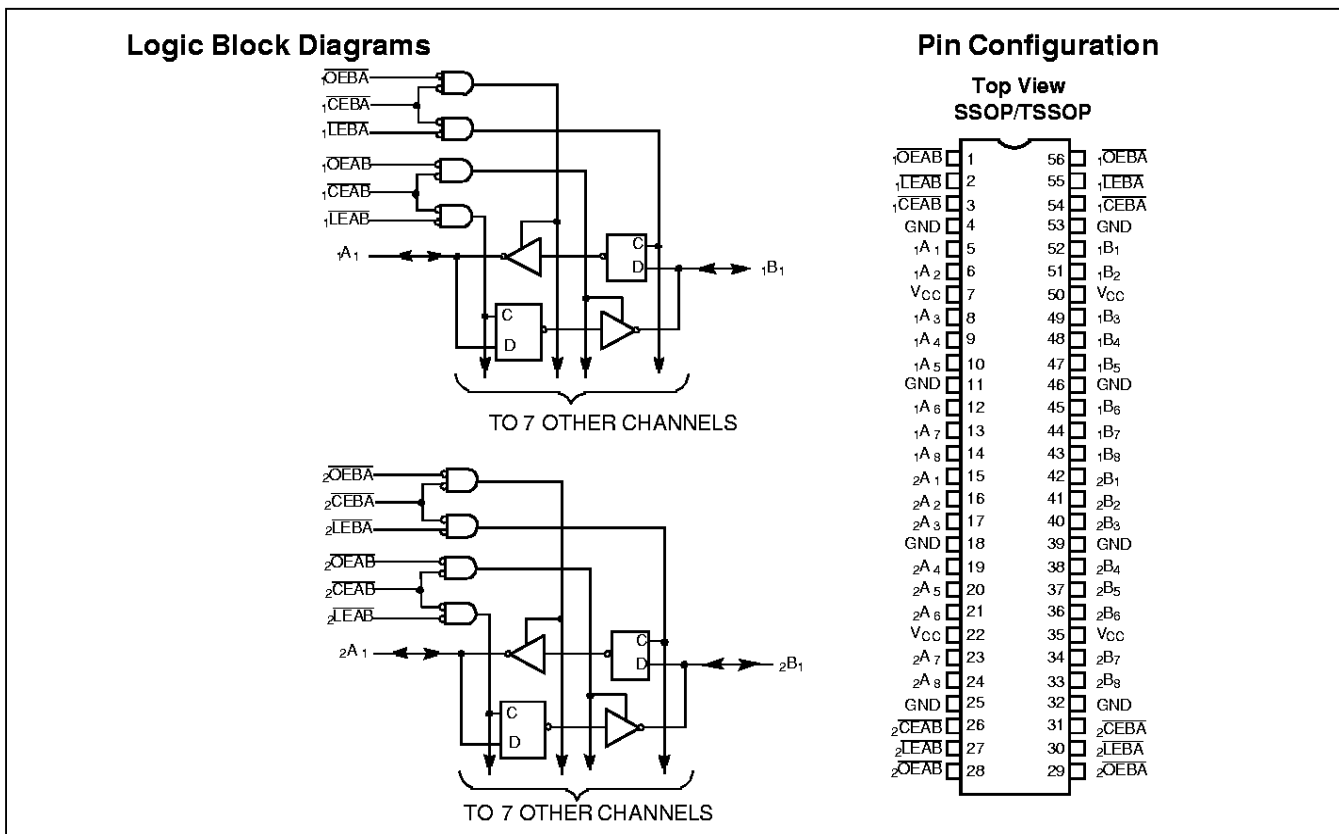 Logic Block Diagrams
1OEBA
1CEBA
1LEBA
1OEAB
1CEAB
1LEAB
1A1
C
D
1B1
C
D
TO 7 OTHER CHANNELS
2OEBA
2CEBA
2LEBA
2OEAB
2CEAB
2LEAB
2A1
C
D
2B1
C
D
TO 7 OTHER CHANNELS
Pin Configuration
Top View
SSOP/TSSOP
1OEAB 1 56 1OEBA
1LEAB 2 55 1LEBA
1CEAB 3 54 1CEBA
GND 4 53 GND
1A1 5 52 1B1
1A2 6 51 1B2
VCC 7 50 VCC
1A3 8 49 1B3
1A4 9 48 1B4
1A5 10 47 1B5
GND 11 46 GND
1A6 12 45 1B6
1A7 13 44 1B7
1A8 14 43 1B8
2A1 15 42 2B1
2A2 16 41 2B2
2A3 17 40 2B3
GND 18 39 GND
2A4 19 38 2B4
2A5 20 37 2B5
2A6 21 36 2B6
VCC 22 35 VCC
2A7 23 34 2B7
2A8 24 33 2B8
GND 25 32 GND
2CEAB 26 31 2CEBA
2LEAB 27 30 2LEBA
2OEAB 28 29 2OEBA